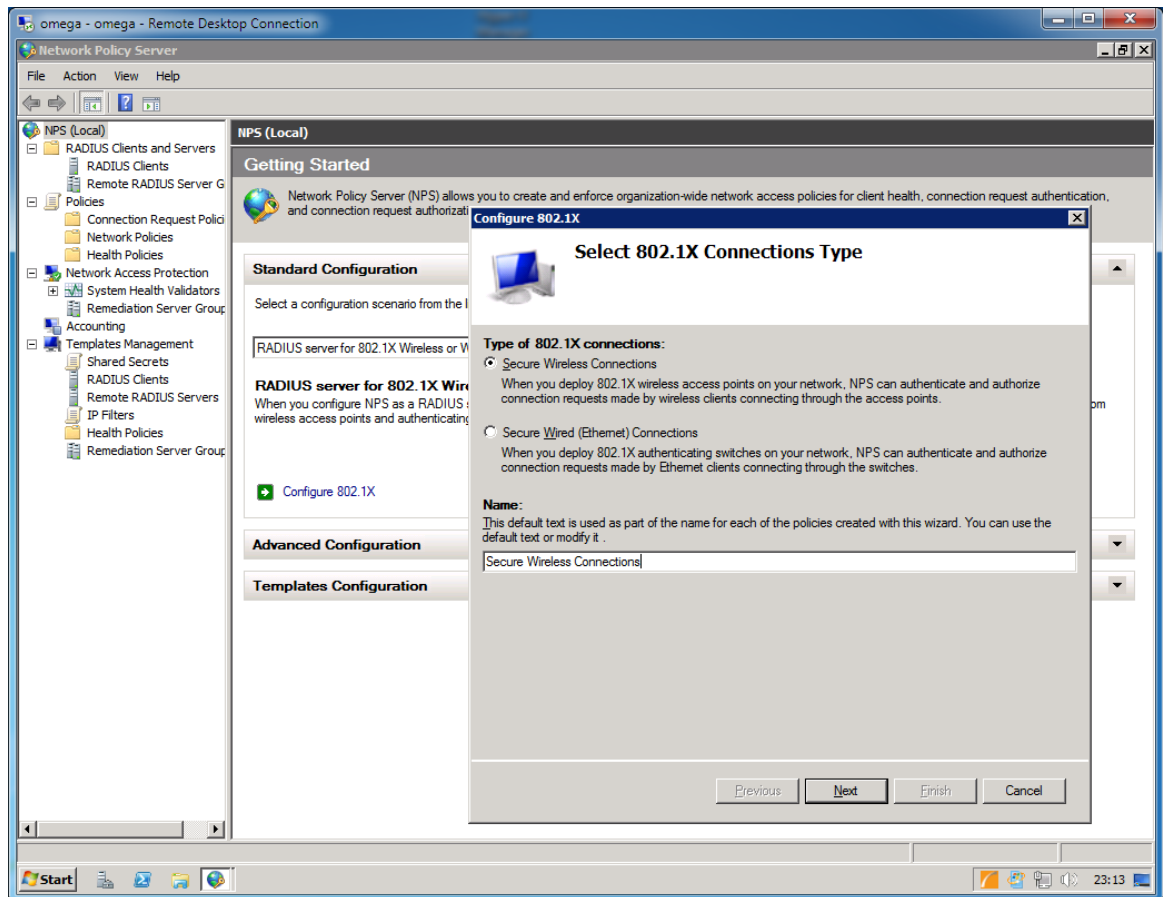 omega - omega - Remote Desktop Connection
Network Policy Server
File Action View Help
NPS (Local)
RADIUS Clients and Servers
RADIUS Clients
Remote RADIUS Server G
Policies
Connection Request Polici
Network Policies
Health Policies
Network Access Protection
System Health Validators
Remediation Server Group
Accounting
Templates Management
Shared Secrets
RADIUS Clients
Remote RADIUS Servers
IP Filters
Health Policies
Remediation Server Group
NPS (Local)
Getting Started
Network Policy Server (NPS) allows you to create and enforce organization-wide network access policies for client health, connection request authentication,
and connection request authorizati
Standard Configuration
Select a configuration scenario from the l
RADIUS server for 802.1X Wireless or W
RADIUS server for 802.1X Wire
When you configure NPS as a RADIUS s
om
wireless access points and authenticating
Configure 802.1X
Advanced Configuration
Templates Configuration
Configure 802.1X
Select 802.1X Connections Type
Type of 802.1X connections:
Secure Wireless Connections
When you deploy 802.1X wireless access points on your network, NPS can authenticate and authorize
connection requests made by wireless clients connecting through the access points.
Secure Wired (Ethernet) Connections
When you deploy 802.1X authenticating switches on your network, NPS can authenticate and authorize
connection requests made by Ethernet clients connecting through the switches.
Name:
This default text is used as part of the name for each of the policies created with this wizard. You can use the
default text or modify it .
Secure Wireless Connections
Previous Next Finish Cancel
Start
23:13